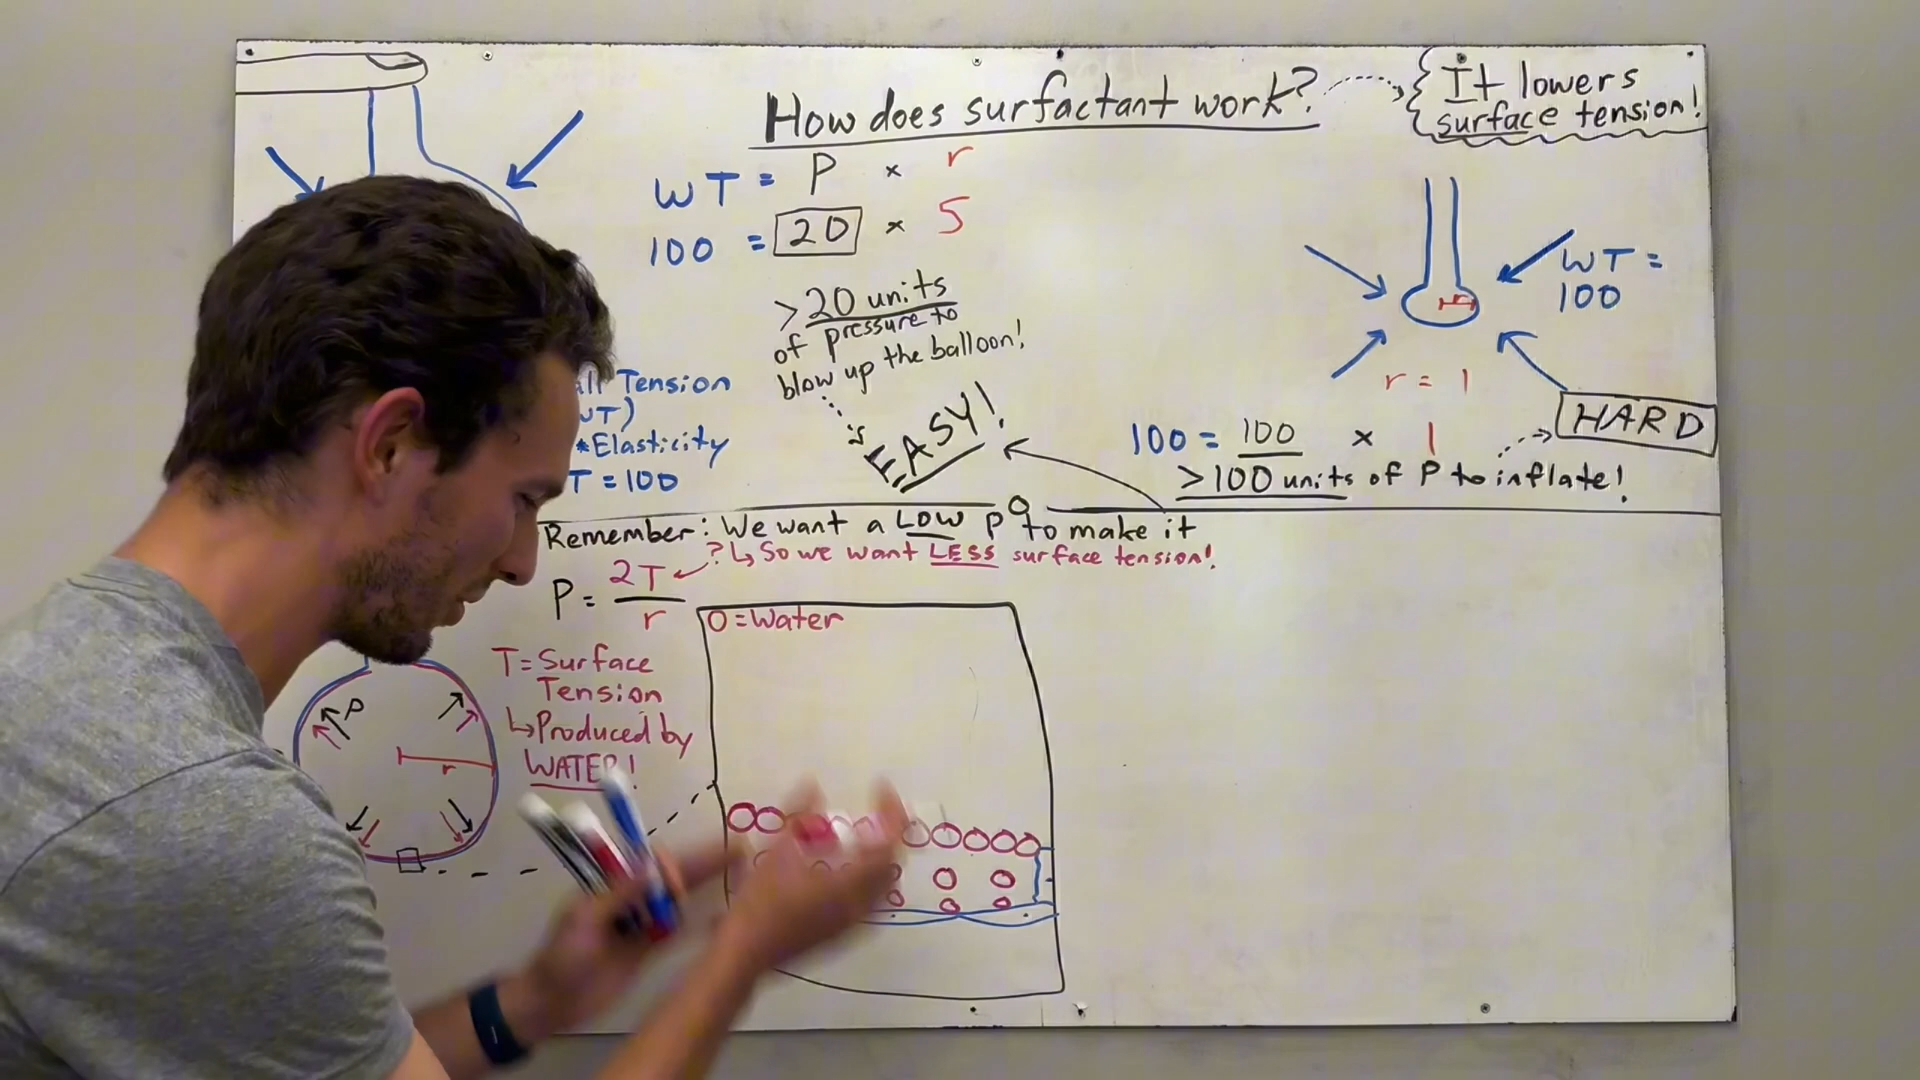 How does surfactant work?
It lowers
surface tension!
WT = P × r
100 = 20 × 5
> 20 units
of pressure to
blow up the balloon!
is
EASY!
Tension
*Elasticity
T = 100
WT =
100
r
r = 1
HARD
100 = 100 × 1
> 100 units of P to inflate!
Remember: We want a LOW P to make it
? ↳ So we want LESS surface tension!
P = 2T
r
O = Water
T = Surface
Tension
↳ Produced by
WATER!
P
r